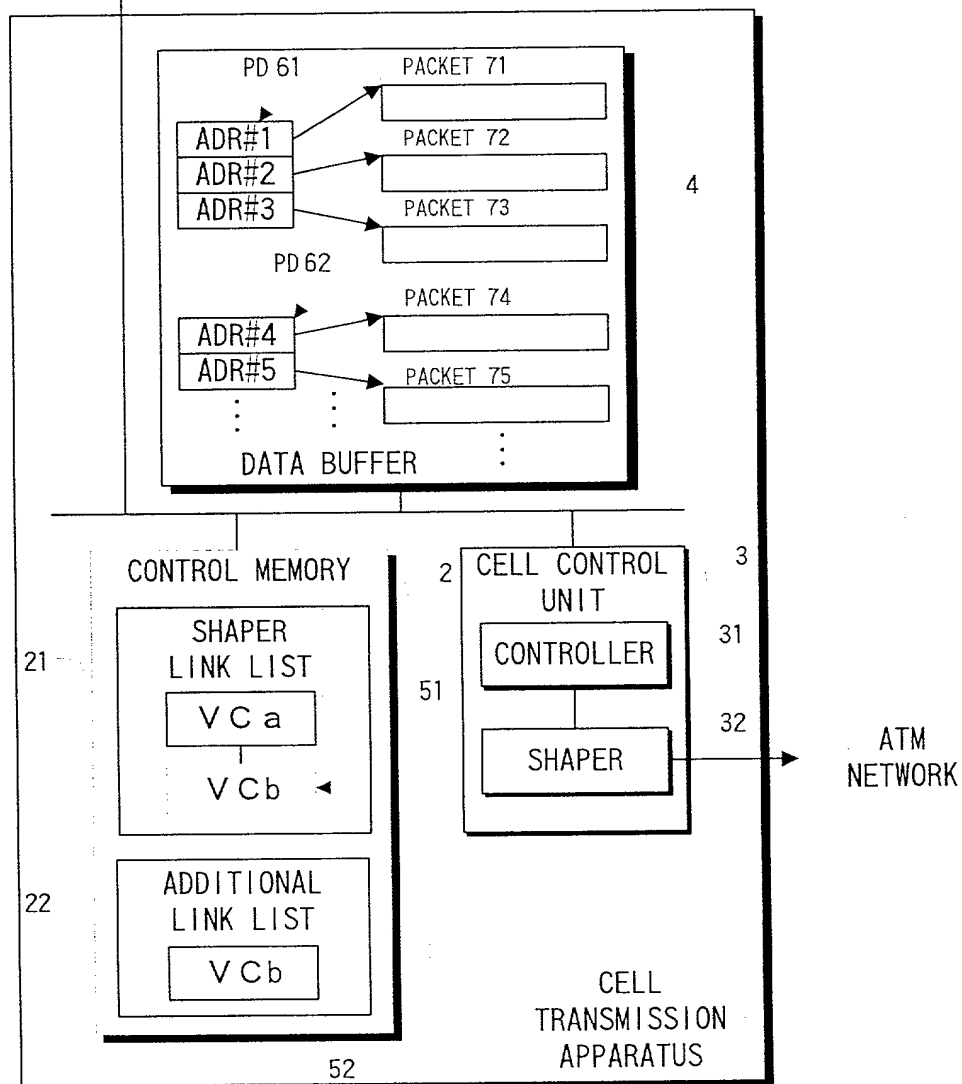 PD 61
PACKET 71
ADR#1
PACKET 72
ADR#2
4
ADR#3
PACKET 73
PD 62
PACKET 74
ADR#4
ADR#5
PACKET 75
DATA BUFFER
CONTROL MEMORY
2
CELL CONTROL
UNIT
3
SHAPER
LINK LIST
21
CONTROLLER
31
VCa
51
SHAPER
32
ATM
NETWORK
VCb
ADDITIONAL
LINK LIST
22
VCb
CELL
TRANSMISSION
APPARATUS
52